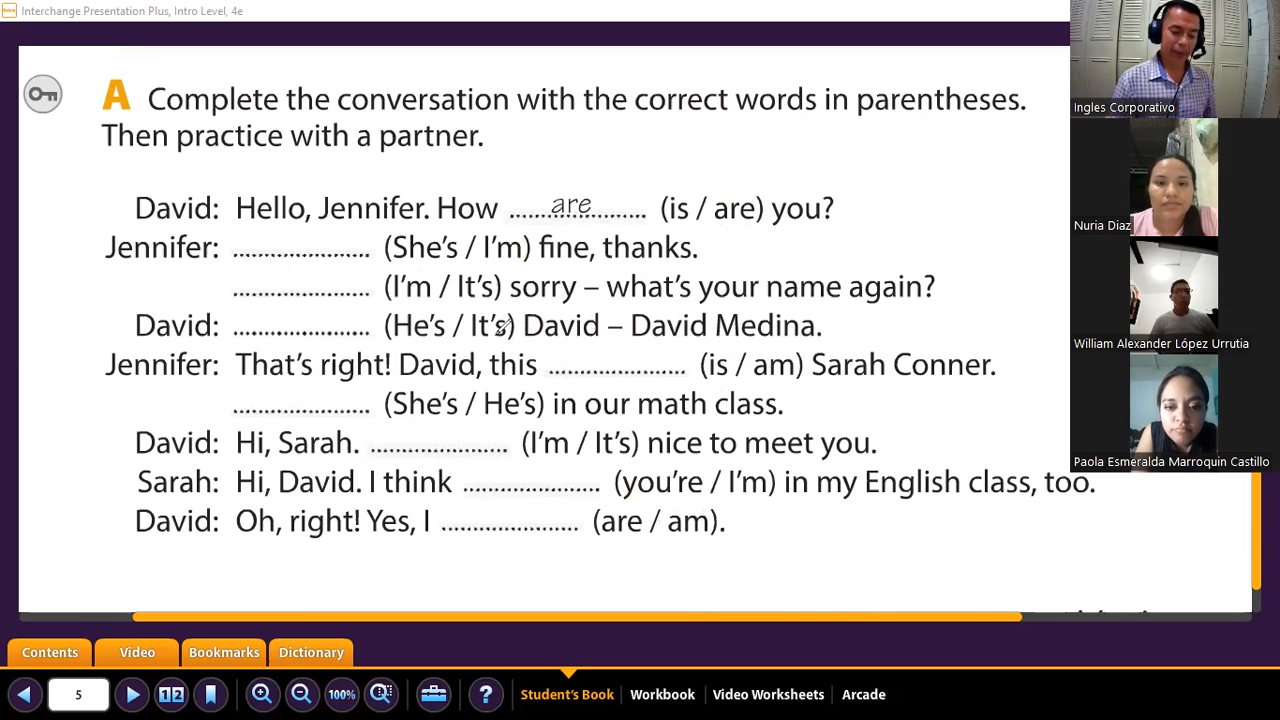 Interchange Presentation Plus, Intro Level, 4e
A Complete the conversation with the correct words in parentheses.
Then practice with a partner.
David: Hello, Jennifer. How ....are.... (is / are) you?
Jennifer: .................... (She's / I'm) fine, thanks.
.................... (I'm / It's) sorry – what's your name again?
David: .................... (He's / It's) David – David Medina.
Jennifer: That's right! David, this .................... (is / am) Sarah Conner.
.................... (She's / He's) in our math class.
David: Hi, Sarah. .................... (I'm / It's) nice to meet you.
Sarah: Hi, David. I think .................... (you're / I'm) in my English class, too.
David: Oh, right! Yes, I .................... (are / am).
Ingles Corporativo
Nuria Diaz
William Alexander López Urrutia
Paola Esmeralda Marroquin Castillo
Contents Video Bookmarks Dictionary
5 1 2 100% ? Student's Book Workbook Video Worksheets Arcade